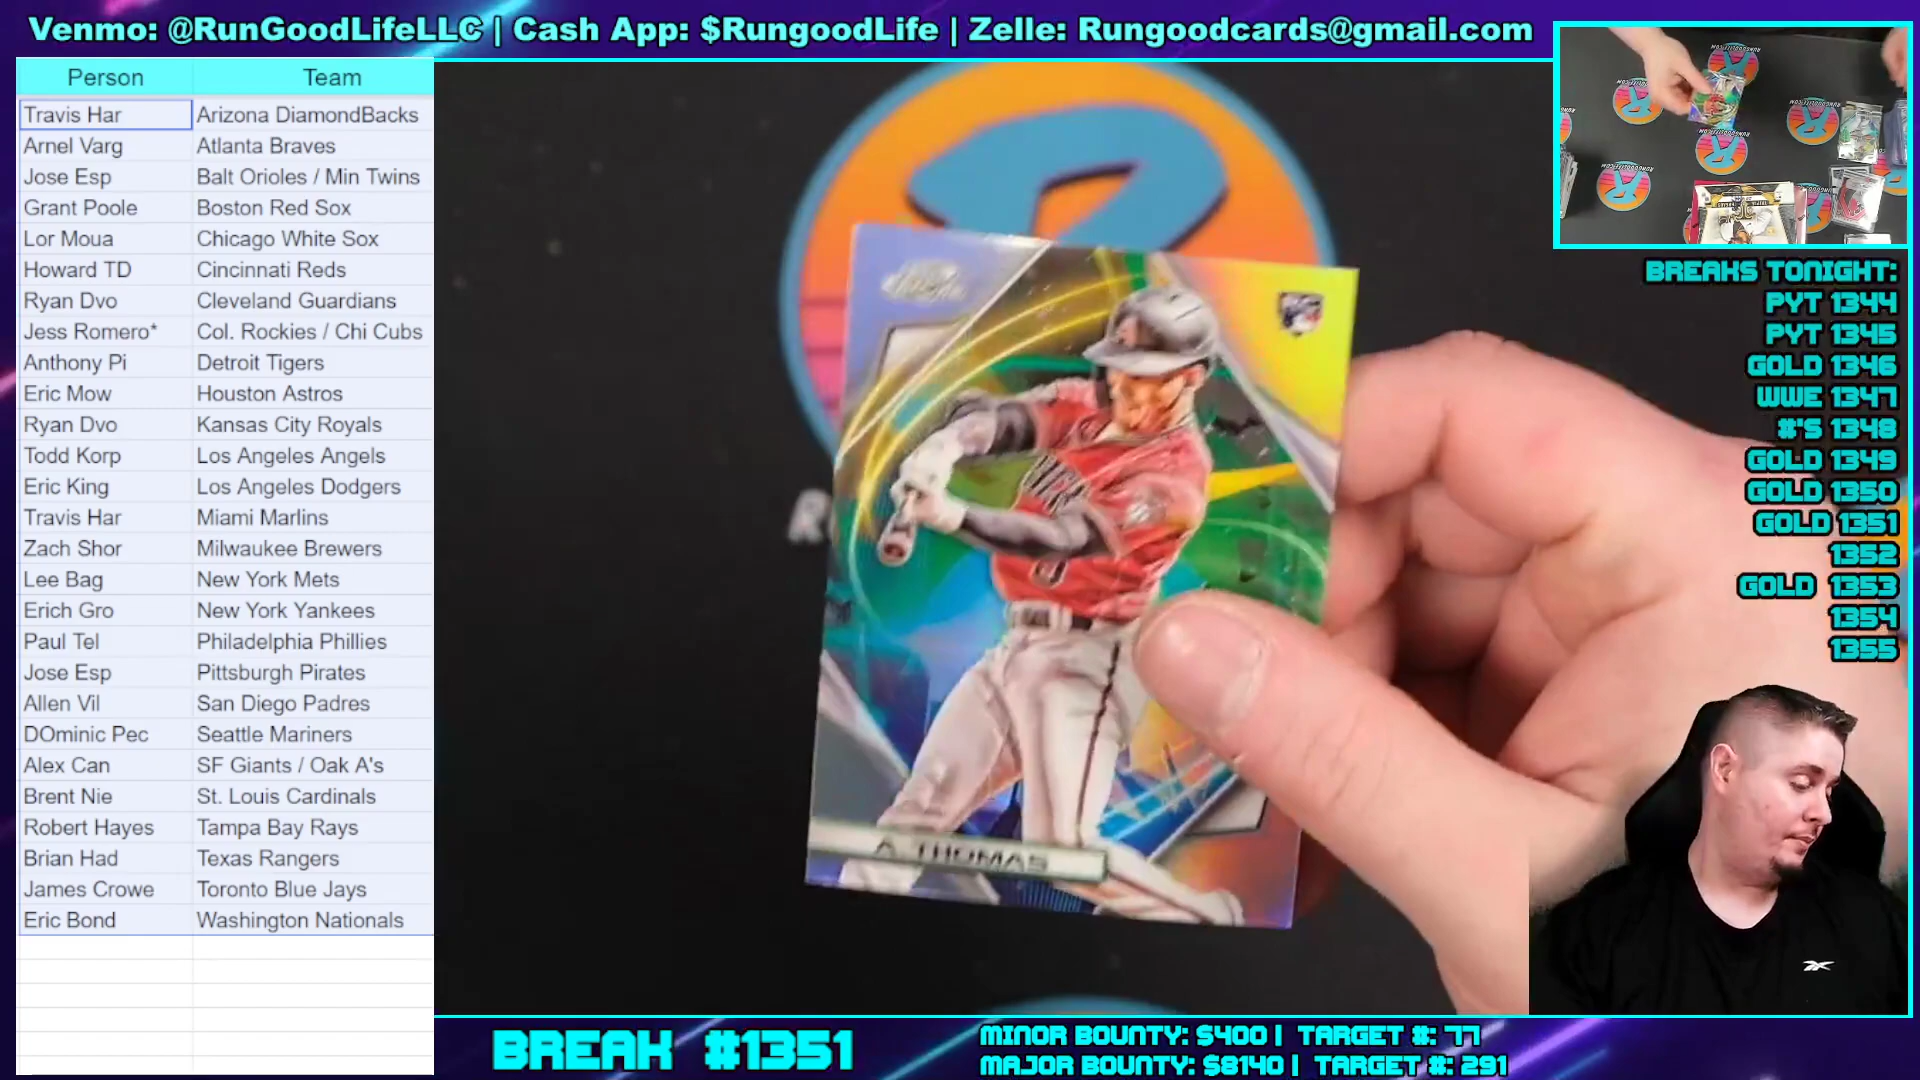 Venmo: @RunGoodLifeLLC | Cash App: $RungoodLife | Zelle: Rungoodcards@gmail.com
Person Team
Travis Har Arizona DiamondBacks
Arnel Varg Atlanta Braves
Jose Esp Balt Orioles / Min Twins
Grant Poole Boston Red Sox
Lor Moua Chicago White Sox
Howard TD Cincinnati Reds
Ryan Dvo Cleveland Guardians
Jess Romero* Col. Rockies / Chi Cubs
Anthony Pi Detroit Tigers
Eric Mow Houston Astros
Ryan Dvo Kansas City Royals
Todd Korp Los Angeles Angels
Eric King Los Angeles Dodgers
Travis Har Miami Marlins
Zach Shor Milwaukee Brewers
Lee Bag New York Mets
Erich Gro New York Yankees
Paul Tel Philadelphia Phillies
Jose Esp Pittsburgh Pirates
Allen Vil San Diego Padres
DOminic Pec Seattle Mariners
Alex Can SF Giants / Oak A's
Brent Nie St. Louis Cardinals
Robert Hayes Tampa Bay Rays
Brian Had Texas Rangers
James Crowe Toronto Blue Jays
Eric Bond Washington Nationals
A THOMAS
BREAKS TONIGHT:
PYT 1344
PYT 1345
GOLD 1346
WWE 1347
#'S 1348
GOLD 1349
GOLD 1350
GOLD 1351
1352
GOLD 1353
1354
1355
BREAK #1351
MINOR BOUNTY: $400 | TARGET #: 77
MAJOR BOUNTY: $8140 | TARGET #: 291